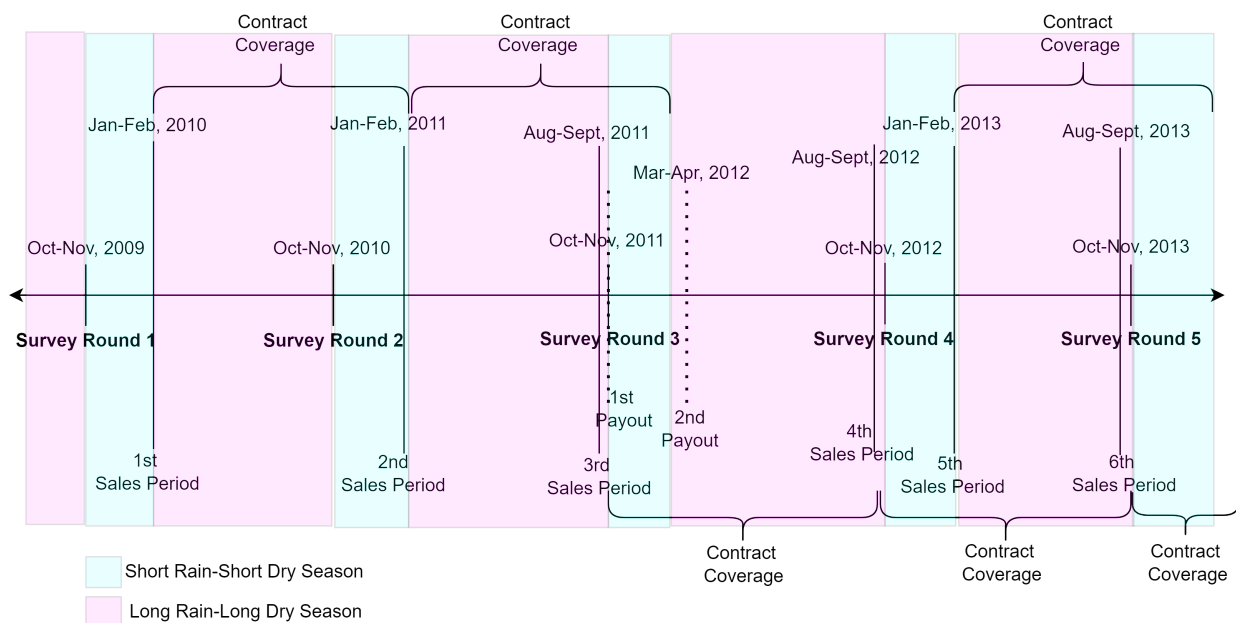 Contract
Coverage
Contract
Coverage
Contract
Coverage
Jan-Feb, 2010
Jan-Feb, 2011
Aug-Sept, 2011
Mar-Apr, 2012
Aug-Sept, 2012
Jan-Feb, 2013
Aug-Sept, 2013
Oct-Nov, 2009
Oct-Nov, 2010
Oct-Nov, 2011
Oct-Nov, 2012
Oct-Nov, 2013
Survey Round 1
Survey Round 2
Survey Round 3
Survey Round 4
Survey Round 5
1st
Payout
2nd
Payout
1st
Sales Period
2nd
Sales Period
3rd
Sales Period
4th
Sales Period
5th
Sales Period
6th
Sales Period
Contract
Coverage
Contract
Coverage
Contract
Coverage
Short Rain-Short Dry Season
Long Rain-Long Dry Season